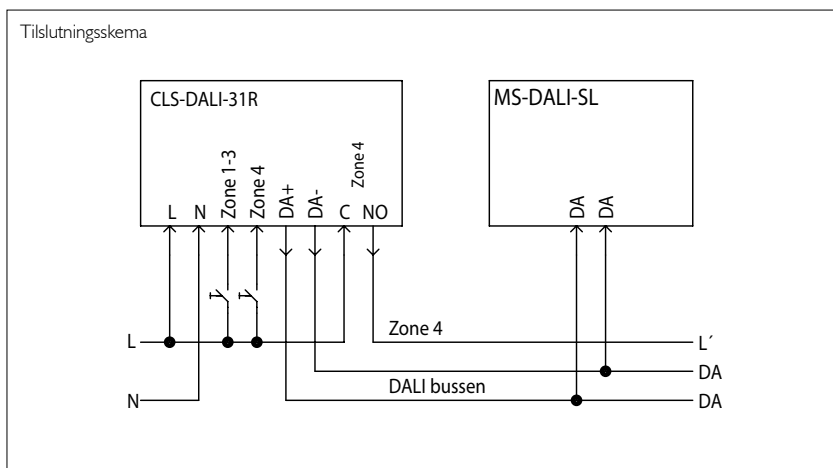 Tilslutningsskema
CLS-DALI-31R
MS-DALI-SL
L
N
Zone 1-3
Zone 4
DA+
DA-
C
Zone 4
NO
DA
DA
L
Zone 4
L´
DA
DALI bussen
N
DA